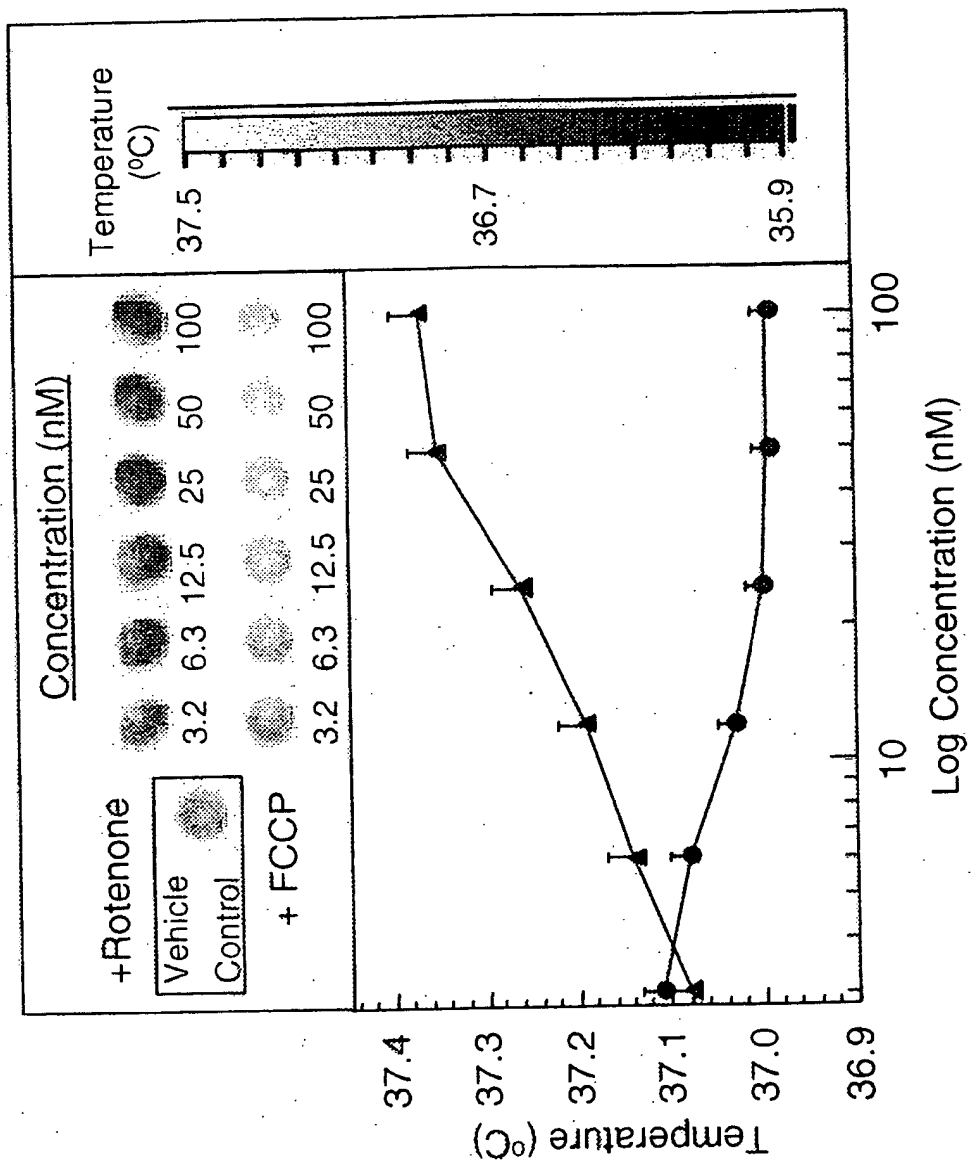 Concentration (nM)
+Rotenone
3.2 6.3 12.5 25 50 100
Vehicle
Control
+ FCCP
3.2 6.3 12.5 25 50 100
Temperature
(ºC)
37.5
36.7
35.9
Temperature (ºC)
37.4
37.3
37.2
37.1
37.0
36.9
10 100
Log Concentration (nM)